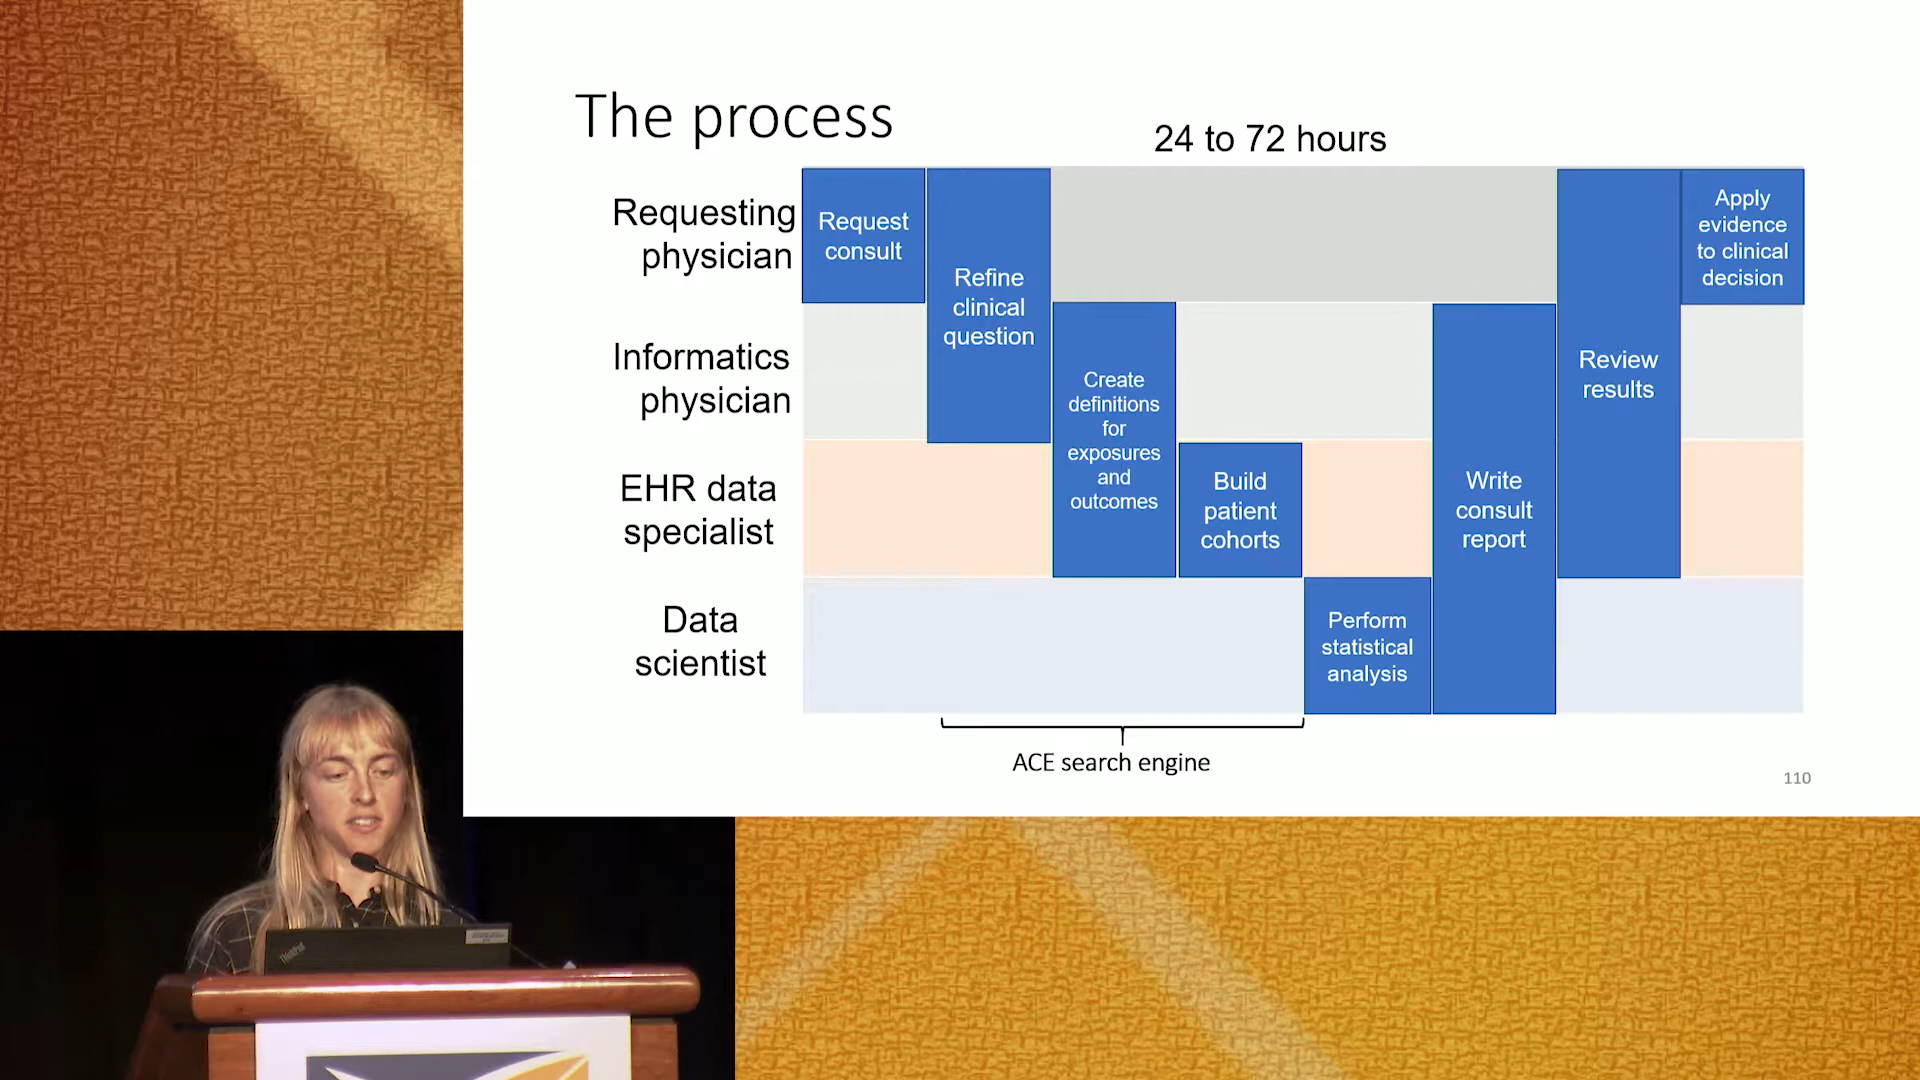 The process
24 to 72 hours
Requesting
physician
Request
consult
Refine
clinical
question
Apply
evidence
to clinical
decision
Informatics
physician
Create
definitions
for
exposures
and
outcomes
Review
results
EHR data
specialist
Build
patient
cohorts
Write
consult
report
Data
scientist
Perform
statistical
analysis
ACE search engine
110
ThinkPad